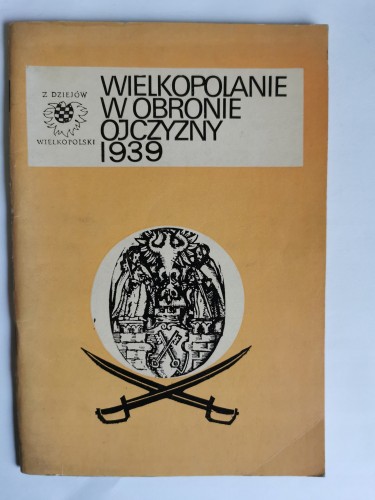 Z DZIEJÓW
WIELKOPOLSKI
WIELKOPOLANIE
W OBRONIE
OJCZYZNY
1939